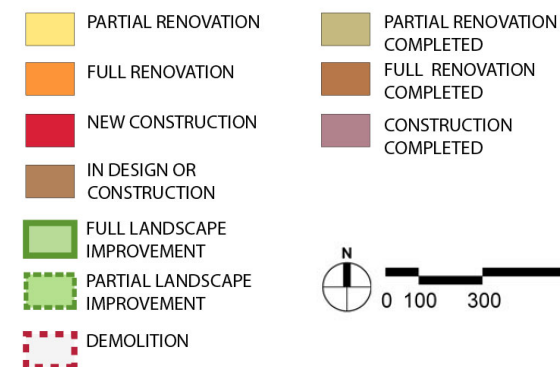 PARTIAL RENOVATION
FULL RENOVATION
NEW CONSTRUCTION
IN DESIGN OR
CONSTRUCTION
FULL LANDSCAPE
IMPROVEMENT
PARTIAL LANDSCAPE
IMPROVEMENT
DEMOLITION
PARTIAL RENOVATION
COMPLETED
FULL RENOVATION
COMPLETED
CONSTRUCTION
COMPLETED
N
0 100 300